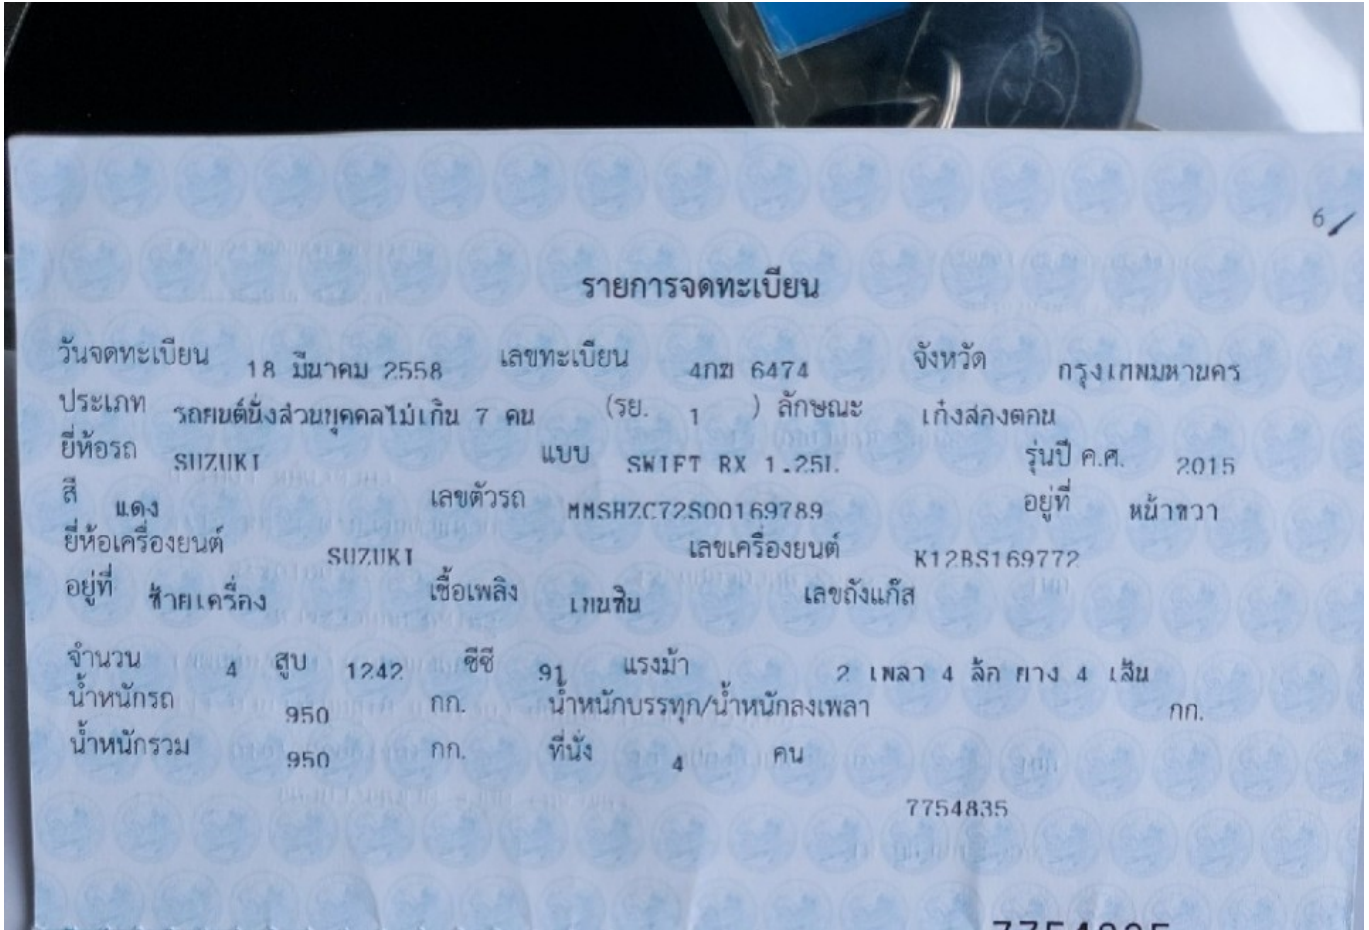 6
รายการจดทะเบียน
วันจดทะเบียน 18 มีนาคม 2558 เลขทะเบียน 4กฆ 6474 จังหวัด กรุงเทพมหานคร
ประเภท รถยนต์นั่งส่วนบุคคลไม่เกิน 7 คน (รย. 1 ) ลักษณะ เก๋งสองตอน
ยี่ห้อรถ SUZUKI แบบ SWIFT RX 1.25L รุ่นปี ค.ศ. 2015
สี แดง เลขตัวรถ MMSHZC72S00169789 อยู่ที่ หน้าขวา
ยี่ห้อเครื่องยนต์ SUZUKI เลขเครื่องยนต์ K12BS169772
อยู่ที่ ซ้ายเครื่อง เชื้อเพลิง เบนซิน เลขถังแก๊ส
จำนวน 4 สูบ 1242 ซีซี 91 แรงม้า 2 เพลา 4 ล้อ ยาง 4 เส้น
น้ำหนักรถ 950 กก. น้ำหนักบรรทุก/น้ำหนักลงเพลา กก.
น้ำหนักรวม 950 กก. ที่นั่ง 4 คน
7754835